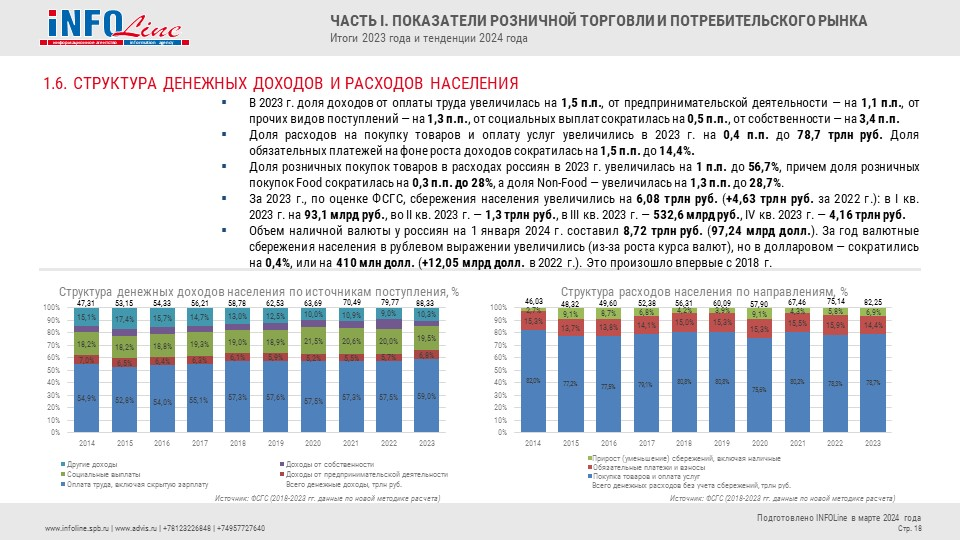 iNFO Line
информационное агентство information agency
ЧАСТЬ I. ПОКАЗАТЕЛИ РОЗНИЧНОЙ ТОРГОВЛИ И ПОТРЕБИТЕЛЬСКОГО РЫНКА
Итоги 2023 года и тенденции 2024 года
1.6. СТРУКТУРА ДЕНЕЖНЫХ ДОХОДОВ И РАСХОДОВ НАСЕЛЕНИЯ
▪ В 2023 г. доля доходов от оплаты труда увеличилась на 1,5 п.п., от предпринимательской деятельности — на 1,1 п.п., от
прочих видов поступлений — на 1,3 п.п., от социальных выплат сократилась на 0,5 п.п., от собственности — на 3,4 п.п.
▪ Доля расходов на покупку товаров и оплату услуг увеличились в 2023 г. на 0,4 п.п. до 78,7 трлн руб. Доля
обязательных платежей на фоне роста доходов сократилась на 1,5 п.п. до 14,4%.
▪ Доля розничных покупок товаров в расходах россиян в 2023 г. увеличилась на 1 п.п. до 56,7%, причем доля розничных
покупок Food сократилась на 0,3 п.п. до 28%, а доля Non-Food — увеличилась на 1,3 п.п. до 28,7%.
▪ За 2023 г., по оценке ФСГС, сбережения населения увеличились на 6,08 трлн руб. (+4,63 трлн руб. за 2022 г.): в I кв.
2023 г. на 93,1 млрд руб., во II кв. 2023 г. — 1,3 трлн руб., в III кв. 2023 г. — 532,6 млрд руб., IV кв. 2023 г. — 4,16 трлн руб.
▪ Объем наличной валюты у россиян на 1 января 2024 г. составил 8,72 трлн руб. (97,24 млрд долл.). За год валютные
сбережения населения в рублевом выражении увеличились (из-за роста курса валют), но в долларовом — сократились
на 0,4%, или на 410 млн долл. (+12,05 млрд долл. в 2022 г.). Это произошло впервые с 2018 г.
Структура денежных доходов населения по источникам поступления, %
47,31 53,15 54,33 56,21 58,78 62,53 63,69 70,49 79,77 88,33
100%
90%
80%
70%
60%
50%
40%
30%
20%
10%
0%
15,1% 17,4% 15,7% 14,7% 13,0% 12,5% 10,0% 10,9% 9,0% 10,3%
18,2% 18,2% 18,8% 19,3% 19,0% 18,9% 21,5% 20,6% 20,0% 19,5%
54,9% 52,8% 54,0% 55,1% 57,3% 57,6% 57,5% 57,3% 57,5% 59,0%
2014 2015 2016 2017 2018 2019 2020 2021 2022 2023
Другие доходы
Доходы от собственности
Социальные выплаты
Доходы от предпринимательской деятельности
Оплата труда, включая скрытую зарплату
Всего денежные доходы, трлн руб.
Источник: ФСГС (2018-2023 гг. данные по новой методике расчета)
Структура расходов населения по направлениям, %
46,03 48,32 49,60 52,38 56,31 60,09 57,90 67,46 75,14 82,25
100%
90%
80%
70%
60%
50%
40%
30%
20%
10%
0%
2,7% 9,1% 8,7% 6,8% 4,2% 3,9% 9,1% 4,3% 5,8% 6,9%
15,3% 13,7% 13,8% 14,1% 15,0% 15,3% 15,3% 15,5% 15,9% 14,4%
82,0% 77,2% 77,5% 79,1% 80,8% 80,8% 75,6% 80,2% 78,3% 78,7%
2014 2015 2016 2017 2018 2019 2020 2021 2022 2023
Прирост (уменьшение) сбережений, включая наличные
Обязательные платежи и взносы
Покупка товаров и оплата услуг
Всего денежных расходов без учета сбережений, трлн руб.
Источник: ФСГС (2018-2023 гг. данные по новой методике расчета)
Подготовлено INFOLine в марте 2024 года
www.infoline.spb.ru | www.advis.ru | +78123226848 | +74957727640
Стр. 18